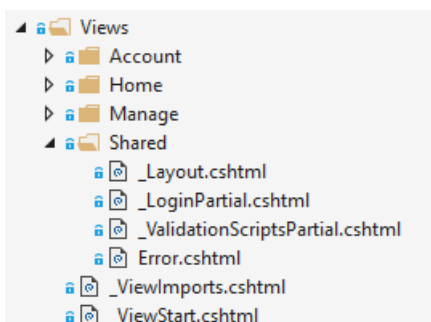 Views
Account
Home
Manage
Shared
_Layout.cshtml
_LoginPartial.cshtml
_ValidationScriptsPartial.cshtml
Error.cshtml
_ViewImports.cshtml
_ViewStart.cshtml